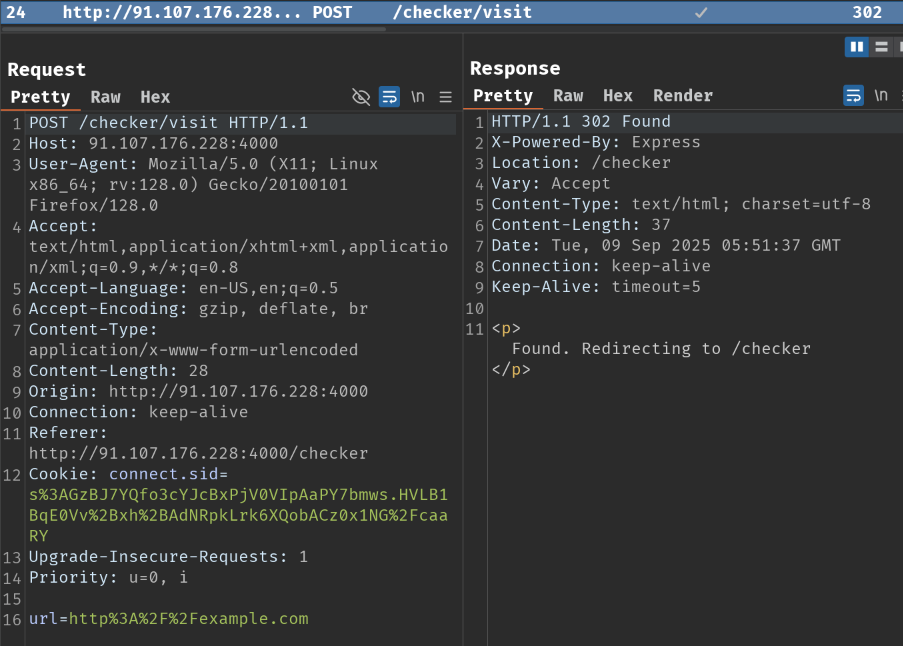 24 http://91.107.176.228... POST /checker/visit ✓ 302
Request
Pretty Raw Hex \n
1 POST /checker/visit HTTP/1.1
2 Host: 91.107.176.228:4000
3 User-Agent: Mozilla/5.0 (X11; Linux
x86_64; rv:128.0) Gecko/20100101
Firefox/128.0
4 Accept:
text/html,application/xhtml+xml,applicatio
n/xml;q=0.9,*/*;q=0.8
5 Accept-Language: en-US,en;q=0.5
6 Accept-Encoding: gzip, deflate, br
7 Content-Type:
application/x-www-form-urlencoded
8 Content-Length: 28
9 Origin: http://91.107.176.228:4000
10 Connection: keep-alive
11 Referer:
http://91.107.176.228:4000/checker
12 Cookie: connect.sid=
s%3AGzBJ7YQfo3cYJcBxPjV0VIpAaPY7bmws.HVLB1
BqE0Vv%2Bxh%2BAdNRpkLrk6XQobACz0x1NG%2Fcaa
RY
13 Upgrade-Insecure-Requests: 1
14 Priority: u=0, i
15
16 url=http%3A%2F%2Fexample.com
Response
Pretty Raw Hex Render \n
1 HTTP/1.1 302 Found
2 X-Powered-By: Express
3 Location: /checker
4 Vary: Accept
5 Content-Type: text/html; charset=utf-8
6 Content-Length: 37
7 Date: Tue, 09 Sep 2025 05:51:37 GMT
8 Connection: keep-alive
9 Keep-Alive: timeout=5
10
11 <p>
Found. Redirecting to /checker
</p>